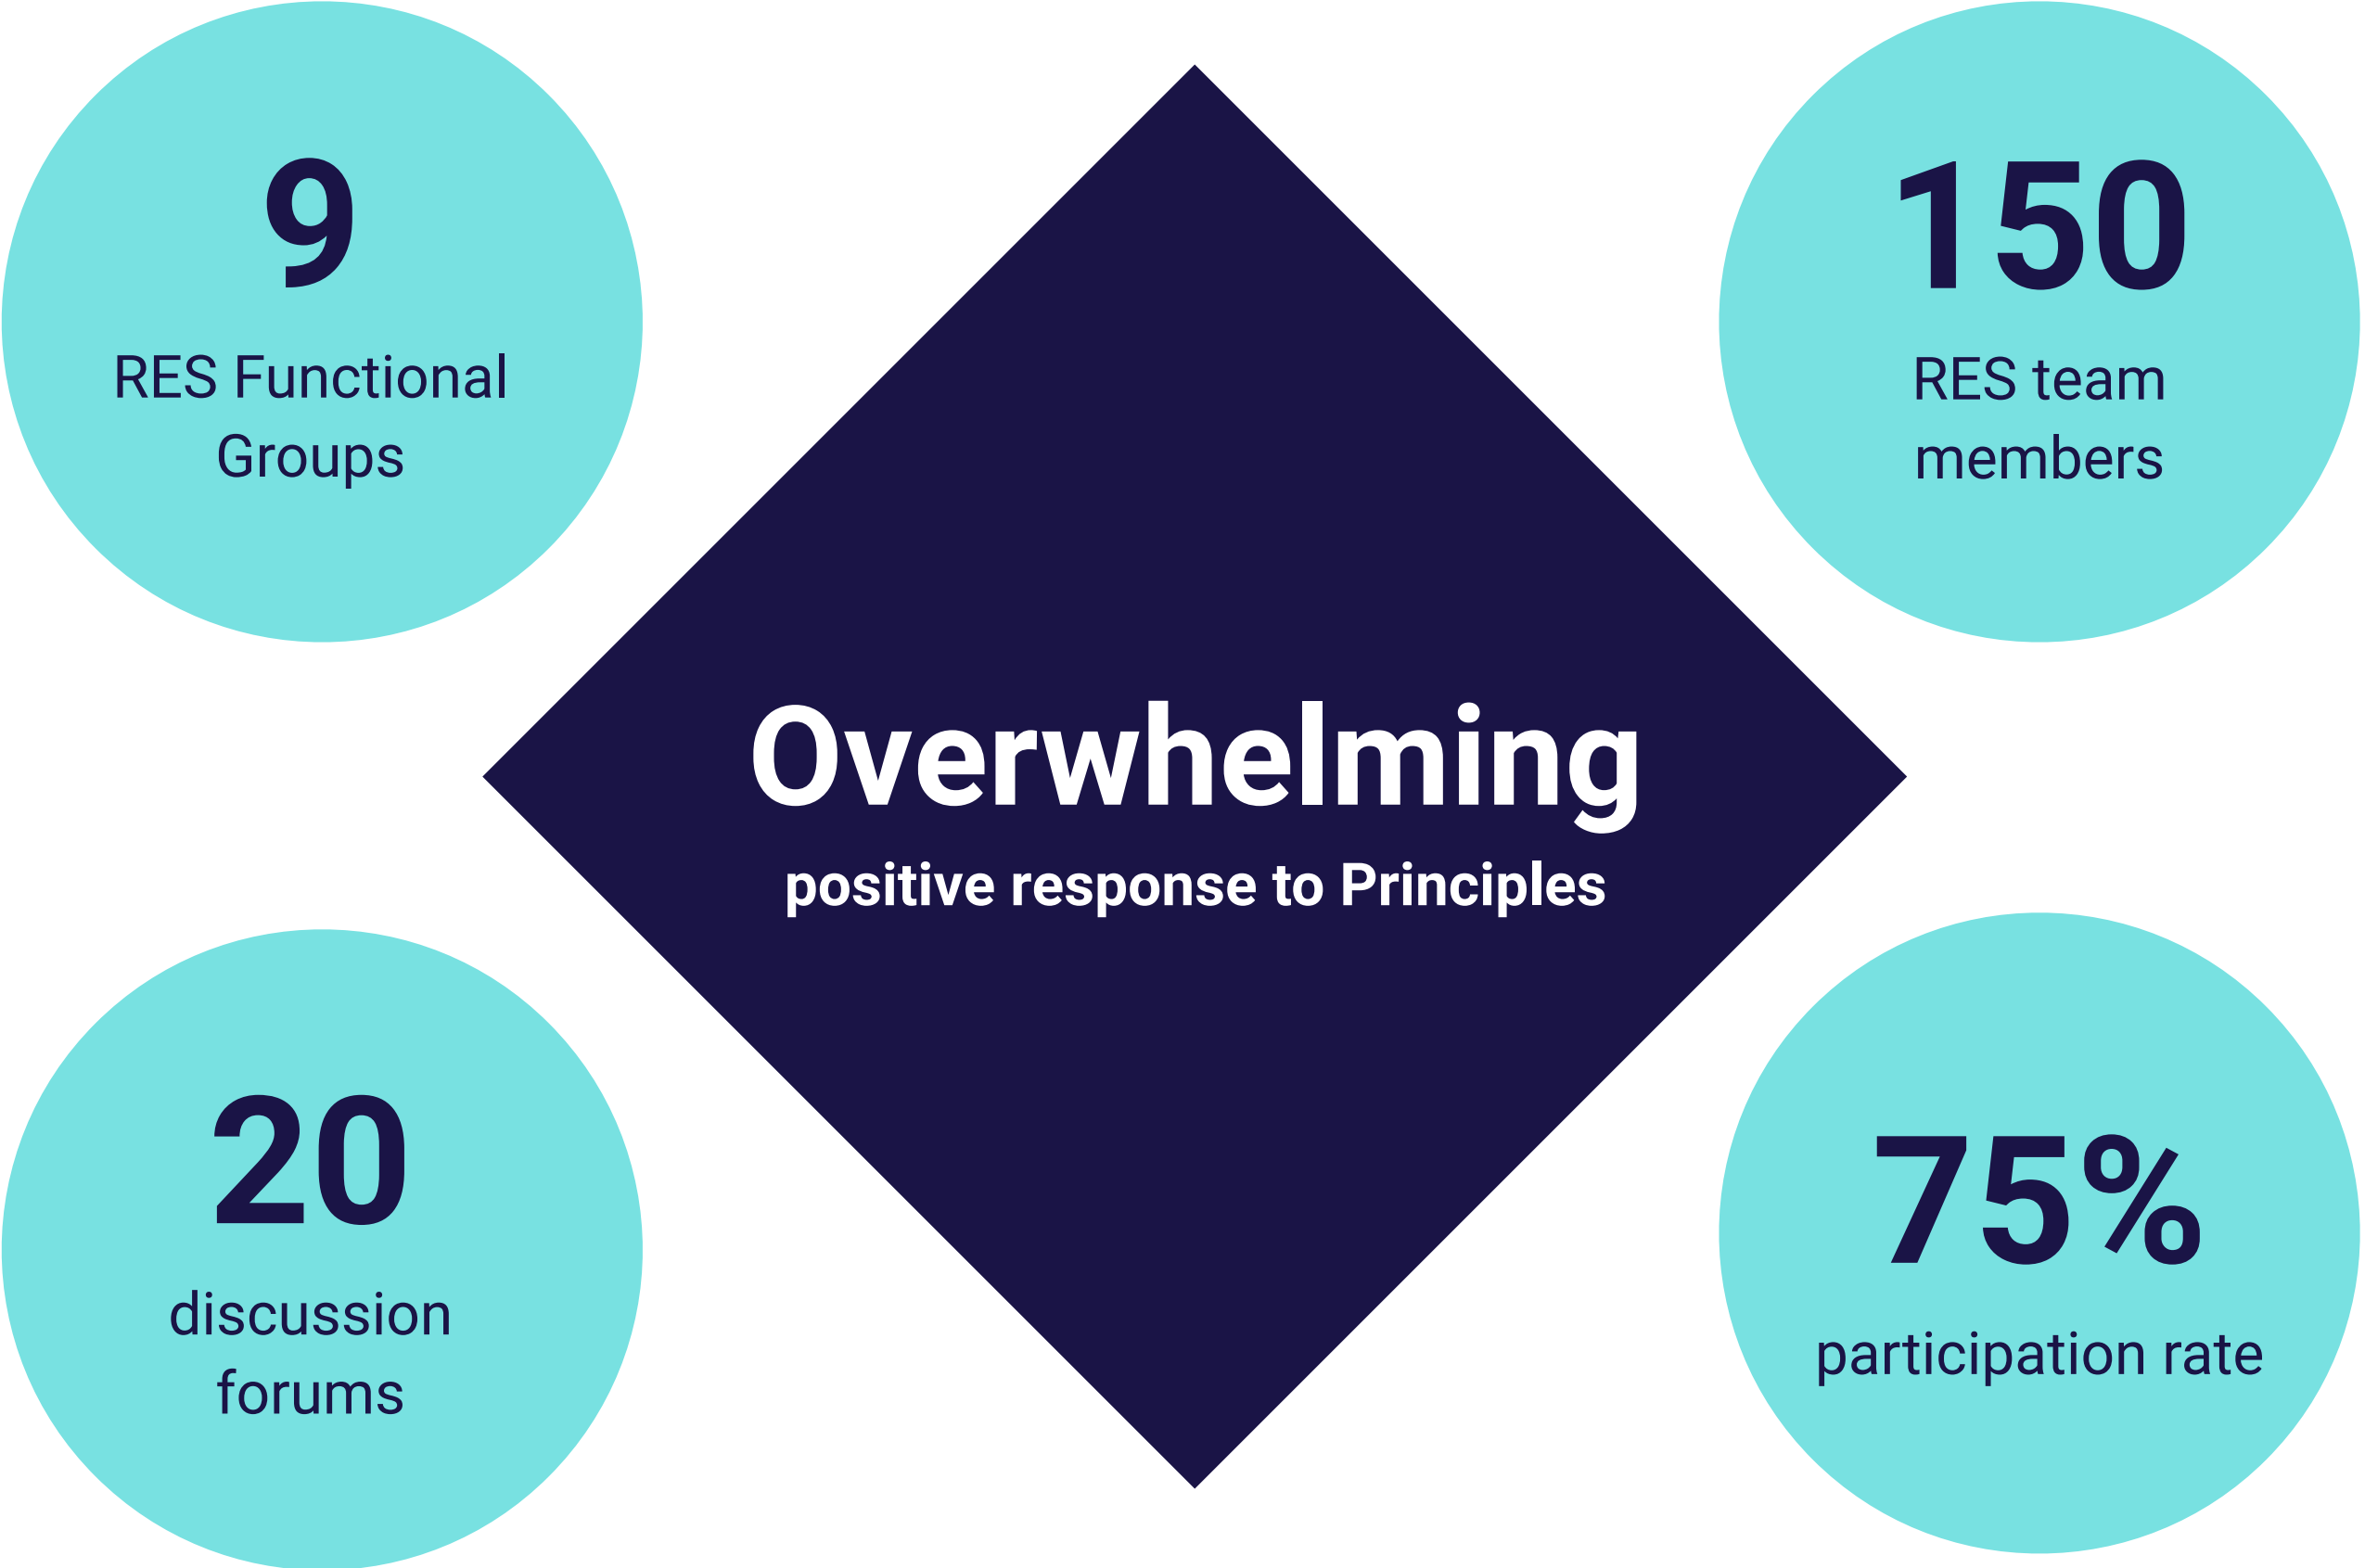 9
RES Functional
Groups
150
RES team
members
Overwhelming
positive response to Principles
20
discussion
forums
75%
participation rate